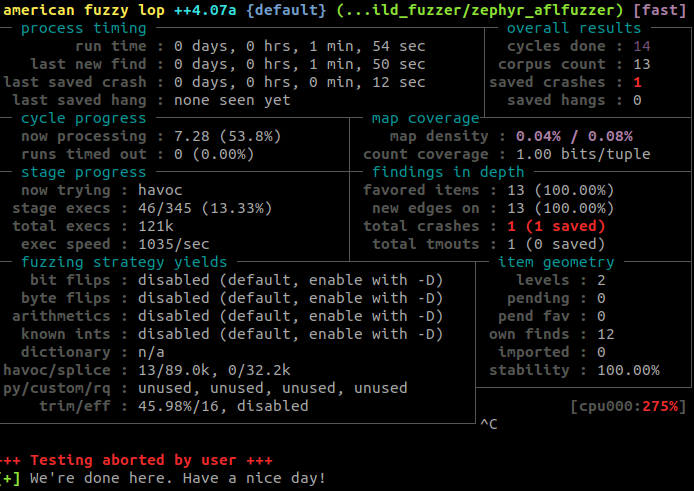 american fuzzy lop ++4.07a {default} (...ild_fuzzer/zephyr_aflfuzzer) [fast]
process timing overall results
run time : 0 days, 0 hrs, 1 min, 54 sec cycles done : 14
last new find : 0 days, 0 hrs, 1 min, 50 sec corpus count : 13
last saved crash : 0 days, 0 hrs, 0 min, 12 sec saved crashes : 1
last saved hang : none seen yet saved hangs : 0
cycle progress map coverage
now processing : 7.28 (53.8%) map density : 0.04% / 0.08%
runs timed out : 0 (0.00%) count coverage : 1.00 bits/tuple
stage progress findings in depth
now trying : havoc favored items : 13 (100.00%)
stage execs : 46/345 (13.33%) new edges on : 13 (100.00%)
total execs : 121k total crashes : 1 (1 saved)
exec speed : 1035/sec total tmouts : 1 (0 saved)
fuzzing strategy yields item geometry
bit flips : disabled (default, enable with -D) levels : 2
byte flips : disabled (default, enable with -D) pending : 0
arithmetics : disabled (default, enable with -D) pend fav : 0
known ints : disabled (default, enable with -D) own finds : 12
dictionary : n/a imported : 0
havoc/splice : 13/89.0k, 0/32.2k stability : 100.00%
py/custom/rq : unused, unused, unused, unused
trim/eff : 45.98%/16, disabled [cpu000:275%]
^C
+++ Testing aborted by user +++
[+] We're done here. Have a nice day!